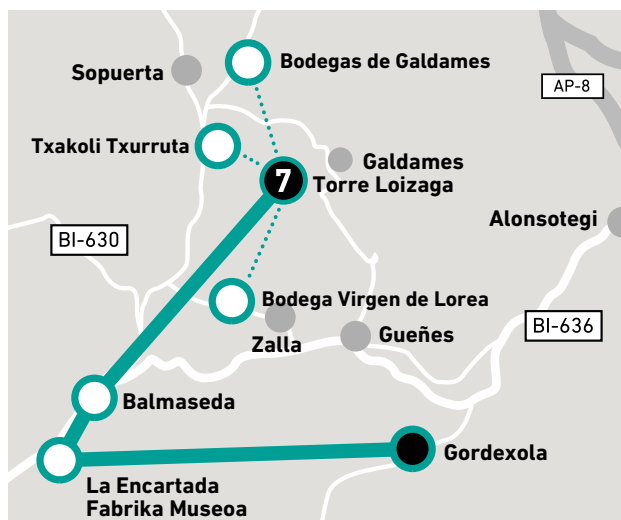 Bodegas de Galdames
Sopuerta
AP-8
Txakoli Txurruta
Galdames
7
Torre Loizaga
Alonsotegi
BI-630
Bodega Virgen de Lorea
BI-636
Zalla
Gueñes
Balmaseda
Gordexola
La Encartada
Fabrika Museoa